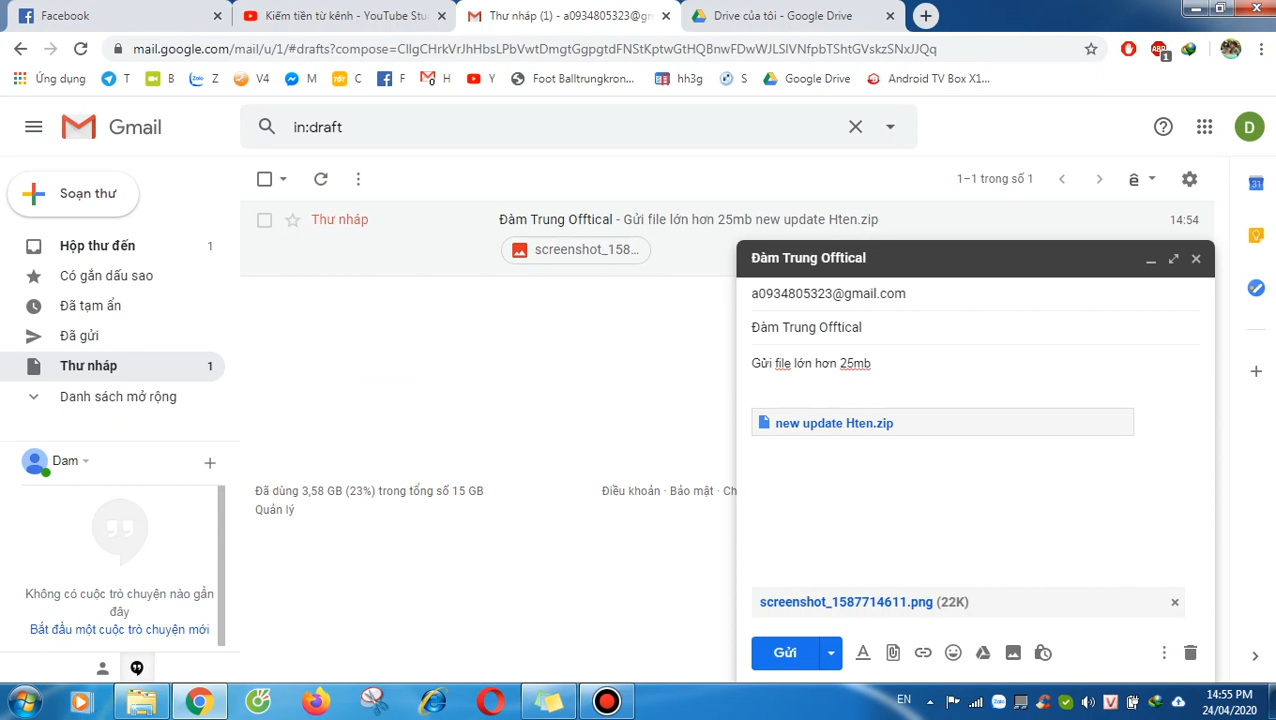 Facebook
Kiếm tiền từ kênh - YouTube Stu
Thư nháp (1) - a0934805323@gm
Drive của tôi - Google Drive
mail.google.com/mail/u/1/#drafts?compose=CllgCHrkVrJhHbsLPbVwtDmgtGgpgtdFNStKptwGtHQBnwFDwWJLSlVNfpbTShtGVskzSNxJJQq
Ứng dụng
T
B
Z
V4
M
C
F
H
Y
Foot Balltrungkron...
hh3g
S
Google Drive
Android TV Box X1...
Gmail
in:draft
D
Soạn thư
1–1 trong số 1
Hộp thư đến 1
Có gắn dấu sao
Đã tạm ẩn
Đã gửi
Thư nháp 1
Danh sách mở rộng
Thư nháp
Đàm Trung Offtical - Gửi file lớn hơn 25mb new update Hten.zip
14:54
screenshot_158...
Đàm Trung Offtical
a0934805323@gmail.com
Đàm Trung Offtical
Gửi file lớn hơn 25mb
new update Hten.zip
screenshot_1587714611.png (22K)
Gửi
Dam
Đã dùng 3,58 GB (23%) trong tổng số 15 GB
Quản lý
Điều khoản · Bảo mật · Ch
Không có cuộc trò chuyện nào gần
đây
Bắt đầu một cuộc trò chuyện mới
EN
14:55 PM
24/04/2020